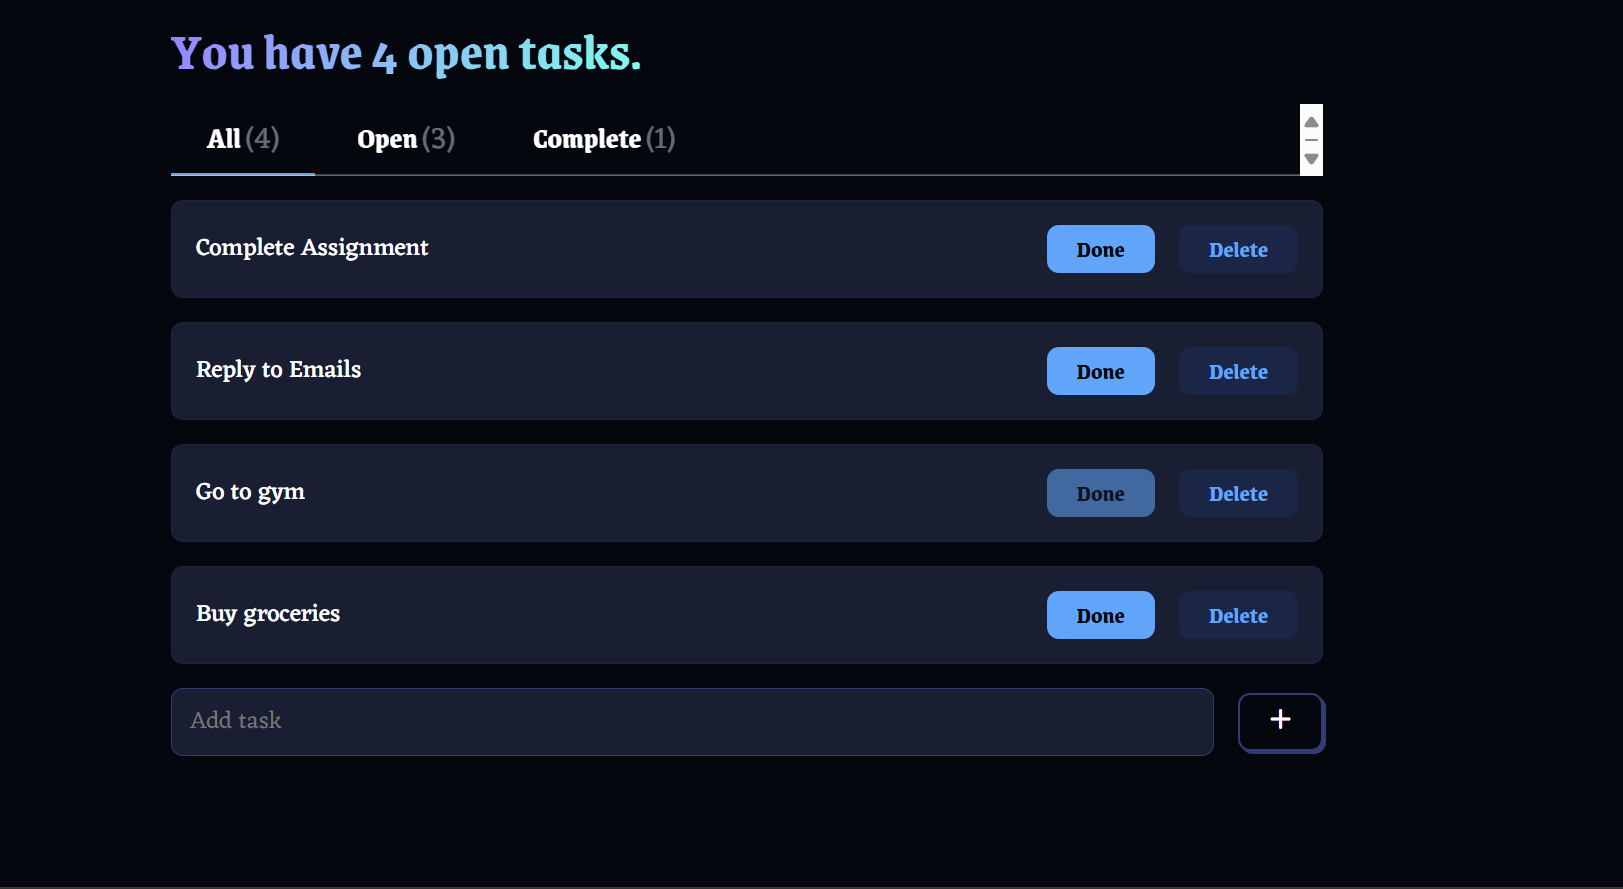 You have 4 open tasks.
All (4) Open (3) Complete (1)
Complete Assignment Done Delete
Reply to Emails Done Delete
Go to gym Done Delete
Buy groceries Done Delete
Add task +